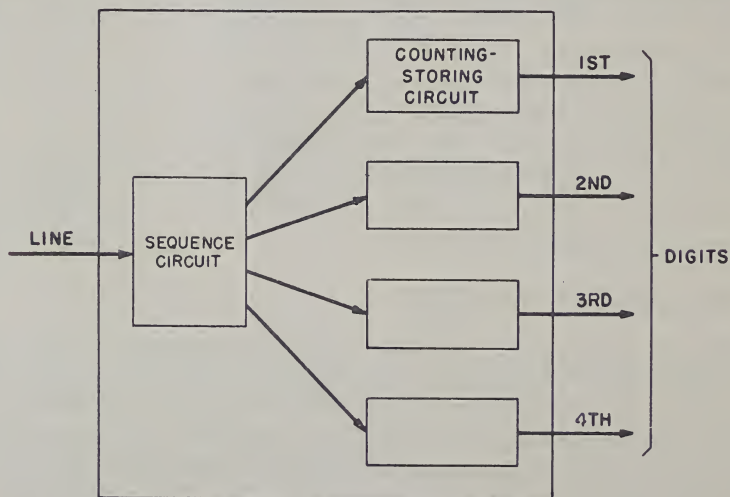 COUNTING-
STORING
CIRCUIT
1ST
2ND
LINE
SEQUENCE
CIRCUIT
DIGITS
3RD
4TH